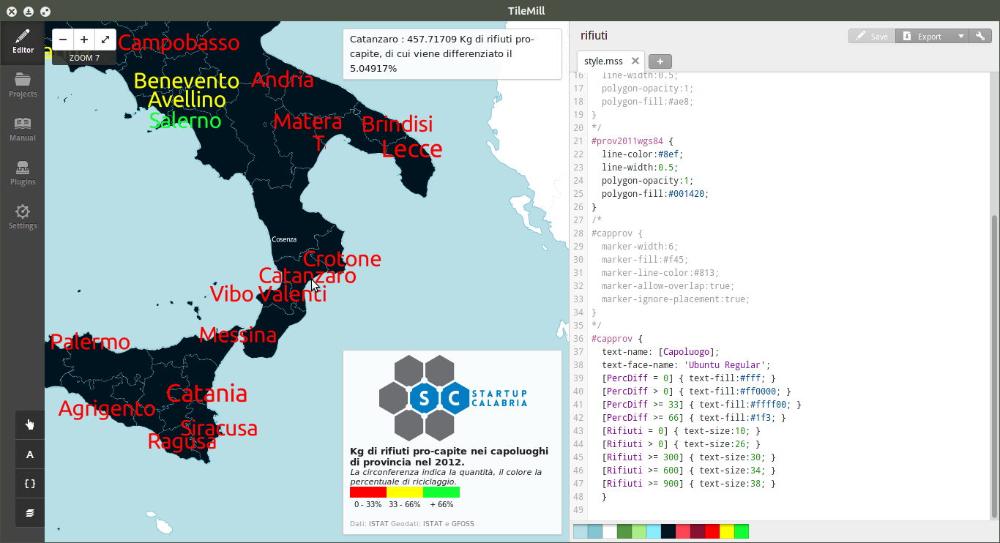 TileMill
Editor
Projects
Manual
Plugins
Settings
A
{ }
− +
ZOOM 7
Campobasso
Benevento
Avellino
Salerno
Andria
Matera
T.
Brindisi
Lecce
Cosenza
Crotone
Catanzaro
Vibo Valenti
Messina
Palermo
Catania
Agrigento
Siracusa
Ragusa
Catanzaro : 457.71709 Kg di rifiuti pro-
capite, di cui viene differenziato il
5.04917%
S C STARTUP
CALABRIA
Kg di rifiuti pro-capite nei capoluoghi
di provincia nel 2012.
La circonferenza indica la quantità, il colore la
percentuale di riciclaggio.
0 - 33% 33 - 66% + 66%
Dati: ISTAT Geodati: ISTAT e GFOSS
rifiuti
Save Export
style.mss +
16 line-width:0.5;
17 polygon-opacity:1;
18 polygon-fill:#ae8;
19 }
20 */
21 #prov2011wgs84 {
22 line-color:#8ef;
23 line-width:0.5;
24 polygon-opacity:1;
25 polygon-fill:#001420;
26 }
27 /*
28 #capprov {
29 marker-width:6;
30 marker-fill:#f45;
31 marker-line-color:#813;
32 marker-allow-overlap:true;
33 marker-ignore-placement:true;
34 }
35 */
36 #capprov {
37 text-name: [Capoluogo];
38 text-face-name: 'Ubuntu Regular';
39 [PercDiff = 0] { text-fill:#fff; }
40 [PercDiff > 0] { text-fill:#ff0000; }
41 [PercDiff >= 33] { text-fill:#ffff00; }
42 [PercDiff >= 66] { text-fill:#1f3; }
43 [Rifiuti = 0] { text-size:10; }
44 [Rifiuti > 0] { text-size:26; }
45 [Rifiuti >= 300] { text-size:30; }
46 [Rifiuti >= 600] { text-size:34; }
47 [Rifiuti >= 900] { text-size:38; }
48 }
49